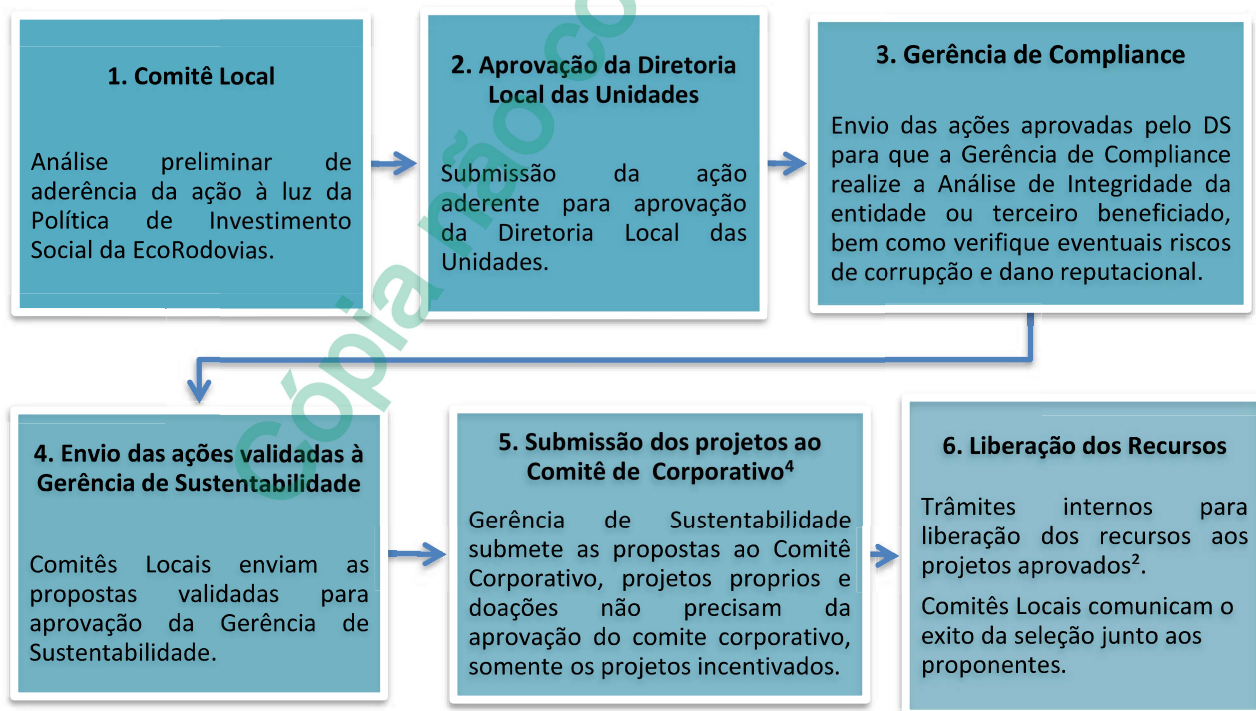 1. Comitê Local
Análise preliminar de
aderência da ação à luz da
Política de Investimento
Social da EcoRodovias.
2. Aprovação da Diretoria
Local das Unidades
Submissão da ação
aderente para aprovação
da Diretoria Local das
Unidades.
3. Gerência de Compliance
Envio das ações aprovadas pelo DS
para que a Gerência de Compliance
realize a Análise de Integridade da
entidade ou terceiro beneficiado,
bem como verifique eventuais riscos
de corrupção e dano reputacional.
4. Envio das ações validadas à
Gerência de Sustentabilidade
Comitês Locais enviam as
propostas validadas para
aprovação da Gerência de
Sustentabilidade.
5. Submissão dos projetos ao
Comitê de Corporativo⁴
Gerência de Sustentabilidade
submete as propostas ao Comitê
Corporativo, projetos proprios e
doações não precisam da
aprovação do comite corporativo,
somente os projetos incentivados.
6. Liberação dos Recursos
Trâmites internos para
liberação dos recursos aos
projetos aprovados².
Comitês Locais comunicam o
exito da seleção junto aos
proponentes.
Cópia não co